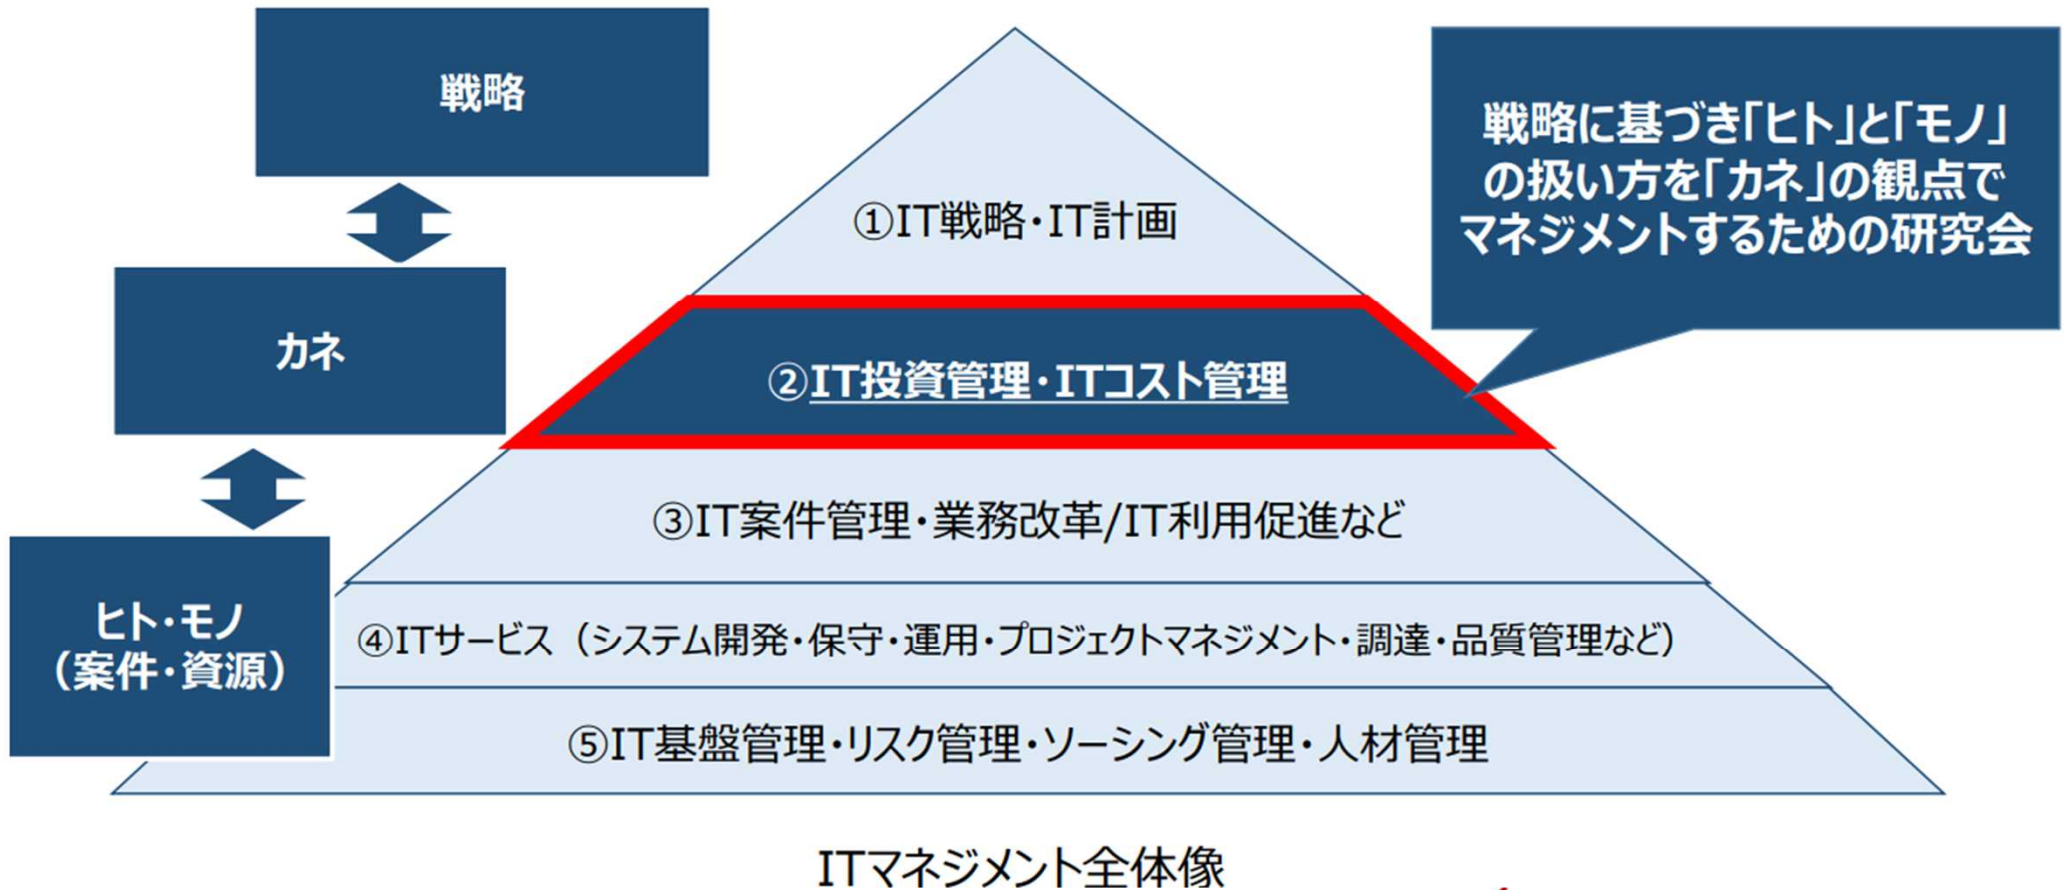 戦略
戦略に基づき「ヒト」と「モノ」
の扱い方を「カネ」の観点で
マネジメントするための研究会
①IT戦略・IT計画
カネ
②IT投資管理・ITコスト管理
③IT案件管理・業務改革/IT利用促進など
ヒト・モノ
（案件・資源）
④ITサービス（システム開発・保守・運用・プロジェクトマネジメント・調達・品質管理など）
⑤IT基盤管理・リスク管理・ソーシング管理・人材管理
ITマネジメント全体像